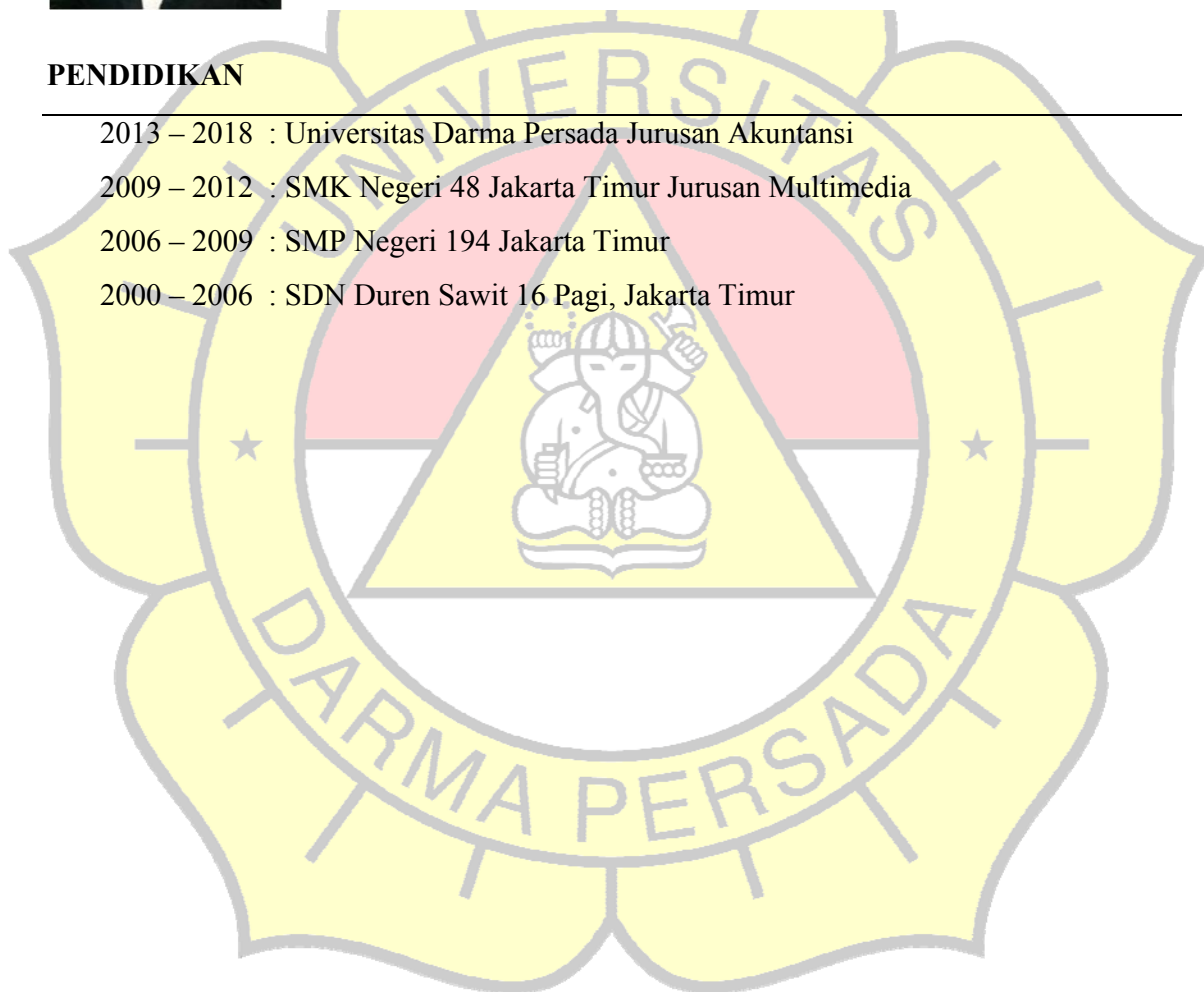 PENDIDIKAN
2013 – 2018 : Universitas Darma Persada Jurusan Akuntansi
2009 – 2012 : SMK Negeri 48 Jakarta Timur Jurusan Multimedia
2006 – 2009 : SMP Negeri 194 Jakarta Timur
2000 – 2006 : SDN Duren Sawit 16 Pagi, Jakarta Timur
UNIVERSITAS
DARMA PERSADA